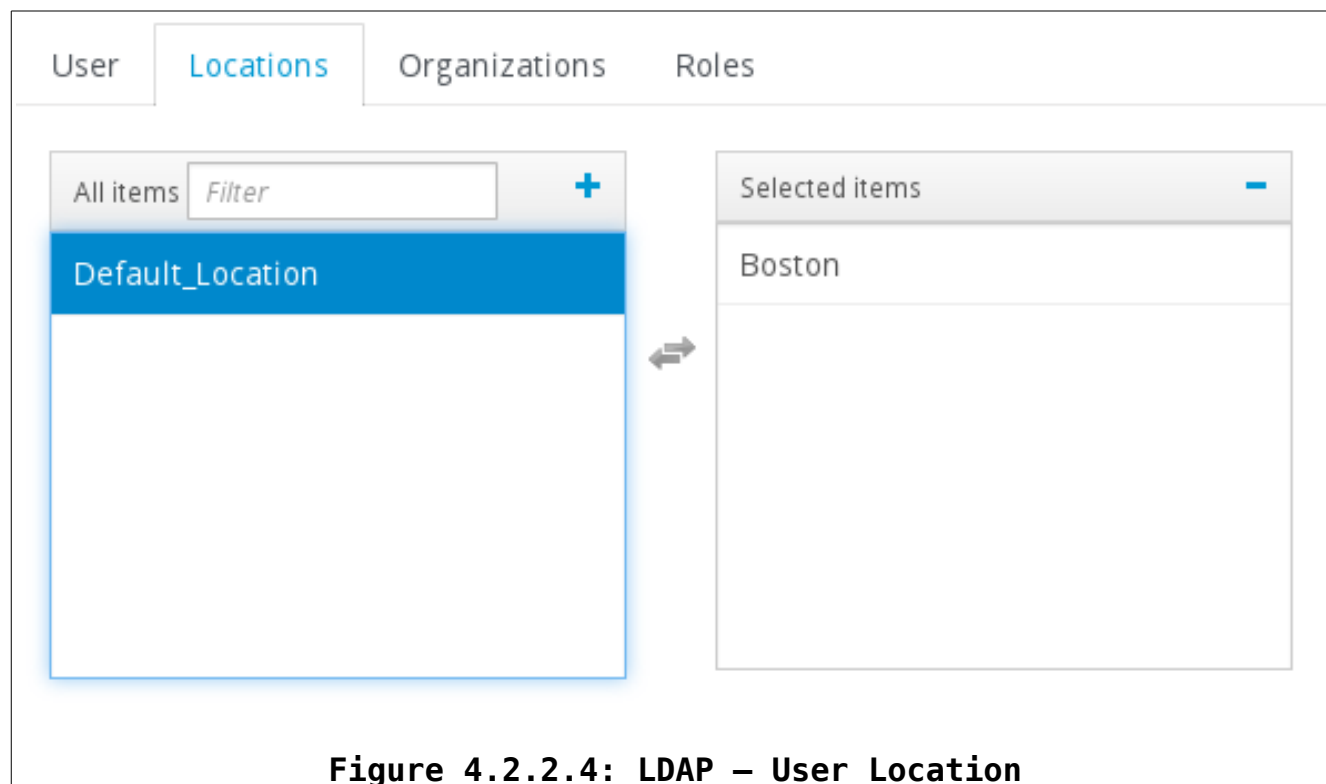 User Locations Organizations Roles
All items Filter +
Selected items -
Default_Location
Boston
Figure 4.2.2.4: LDAP – User Location